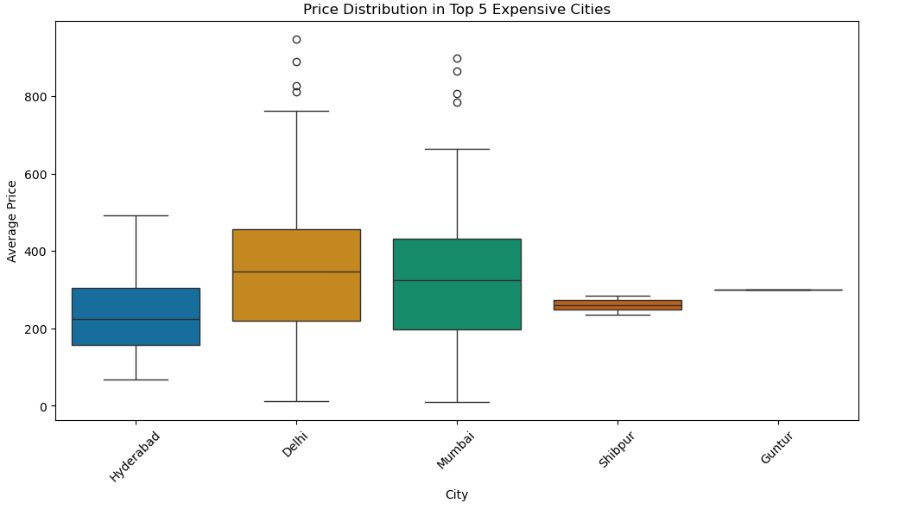 Price Distribution in Top 5 Expensive Cities
Average Price
800
600
400
200
0
Hyderabad
Delhi
Mumbai
Shibpur
Guntur
City